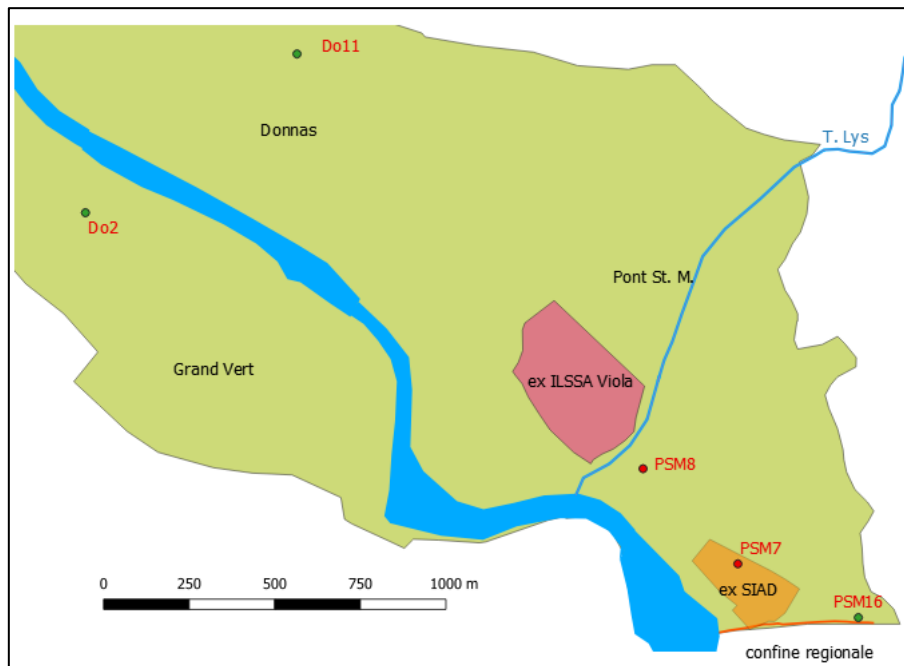 Do11
Donnas
T. Lys
Do2
Pont St. M.
Grand Vert
ex ILSSA Viola
PSM8
PSM7
ex SIAD
PSM16
0 250 500 750 1000 m
confine regionale